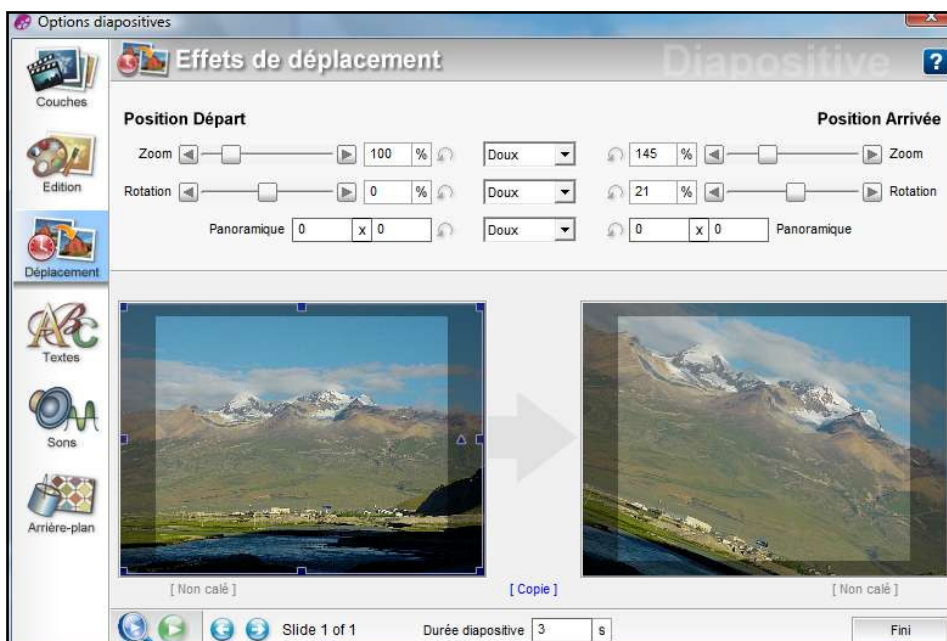 Options diapositives
Effets de déplacement
Diapositive
?
Couches
Edition
Déplacement
ABC
Textes
Sons
Arrière-plan
Position Départ
Position Arrivée
Zoom 100 % Doux 145 % Zoom
Rotation 0 % Doux 21 % Rotation
Panoramique 0 x 0 Doux 0 x 0 Panoramique
[ Non calé ] [ Copie ] [ Non calé ]
Slide 1 of 1 Durée diapositive 3 s Fini